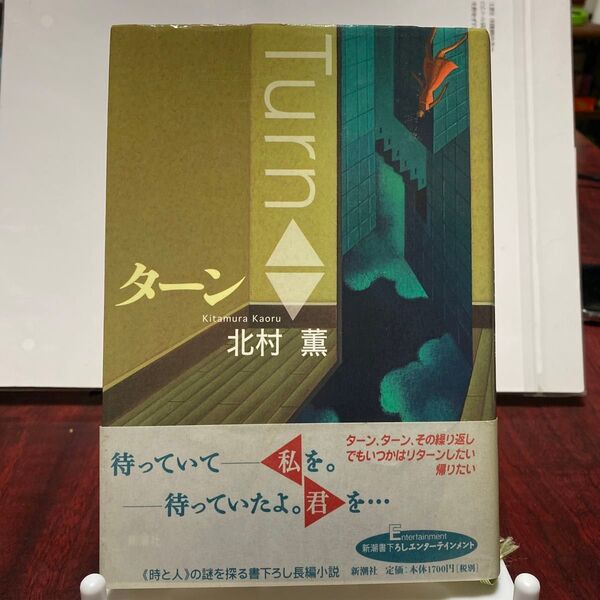 Turn
ターン
Kitamura Kaoru
北村 薫
待っていて──私を。
──待っていたよ。君を…
ターン、ターン、その繰り返し
でもいつかはリターンしたい
帰りたい
Entertainment
新潮書下ろしエンターテインメント
《時と人》の謎を探る書下ろし長編小説 新潮社 定価:本体1700円[税別]